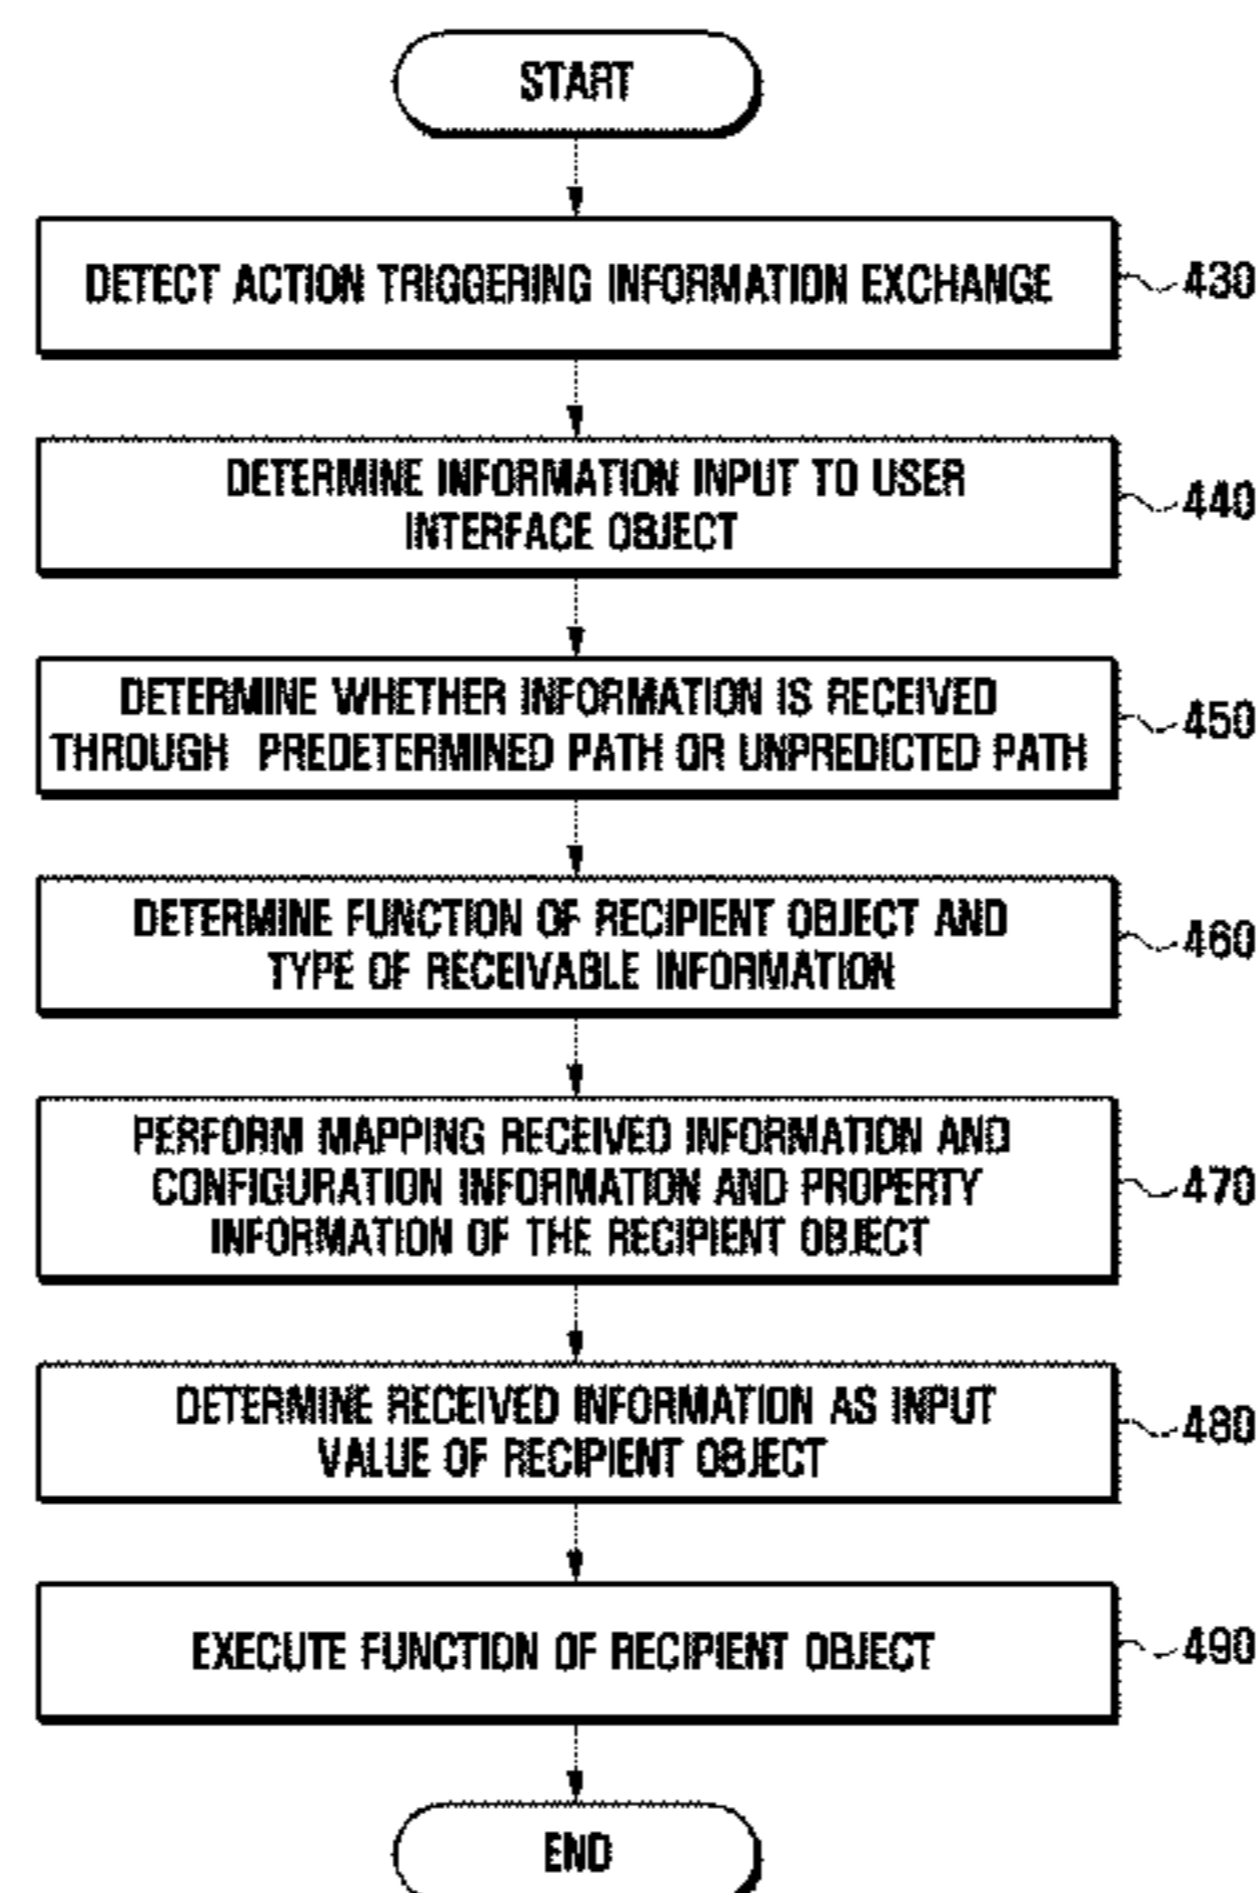 START
DETECT ACTION TRIGGERING INFORMATION EXCHANGE
430
DETERMINE INFORMATION INPUT TO USER
INTERFACE OBJECT
440
DETERMINE WHETHER INFORMATION IS RECEIVED
THROUGH PREDETERMINED PATH OR UNPREDICTED PATH
450
DETERMINE FUNCTION OF RECIPIENT OBJECT AND
TYPE OF RECEIVABLE INFORMATION
460
PERFORM MAPPING RECEIVED INFORMATION AND
CONFIGURATION INFORMATION AND PROPERTY
INFORMATION OF THE RECIPIENT OBJECT
470
DETERMINE RECEIVED INFORMATION AS INPUT
VALUE OF RECIPIENT OBJECT
480
EXECUTE FUNCTION OF RECIPIENT OBJECT
490
END